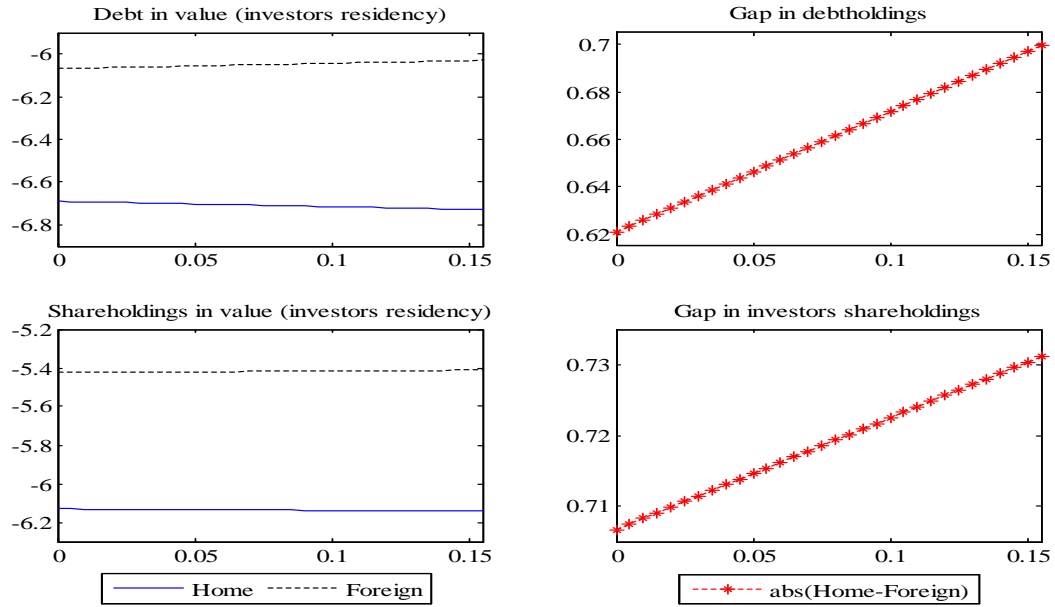 Debt in value (investors residency)
-6
-6.2
-6.4
-6.6
-6.8
0 0.05 0.1 0.15
Gap in debtholdings
0.7
0.68
0.66
0.64
0.62
0 0.05 0.1 0.15
Shareholdings in value (investors residency)
-5.2
-5.4
-5.6
-5.8
-6
-6.2
0 0.05 0.1 0.15
Home Foreign
Gap in investors shareholdings
0.73
0.72
0.71
0 0.05 0.1 0.15
abs(Home-Foreign)